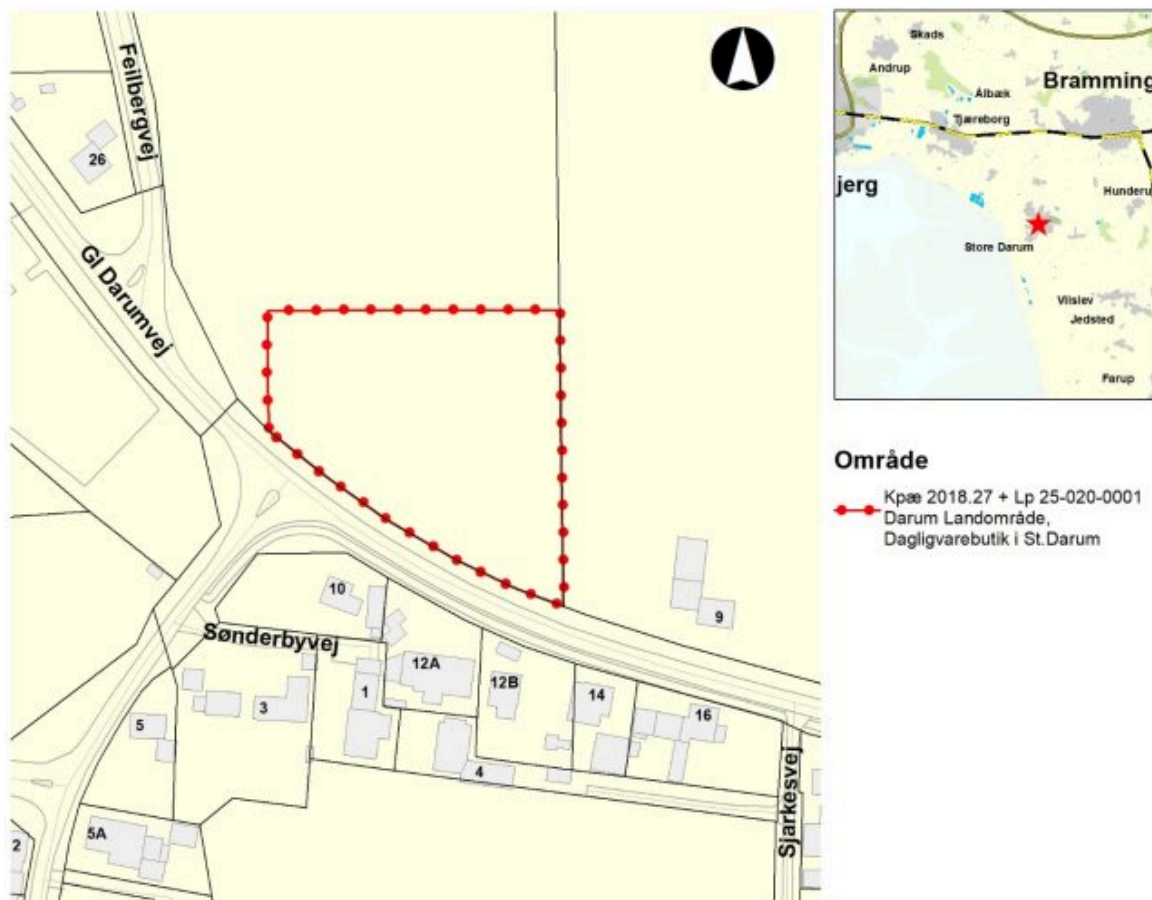 Feilbergvej
26
Gl Darumvej
10
Sønderbyvej
12A
12B
14
16
9
1
3
5
4
5A
2
Sjarkesvej
Skads
Andrup
Bramming
Ålbæk
Tjæreborg
jerg
Hunderu
Store Darum
Vilslev
Jedsted
Farup
Område
Kpæ 2018.27 + Lp 25-020-0001
Darum Landområde,
Dagligvarebutik i St.Darum